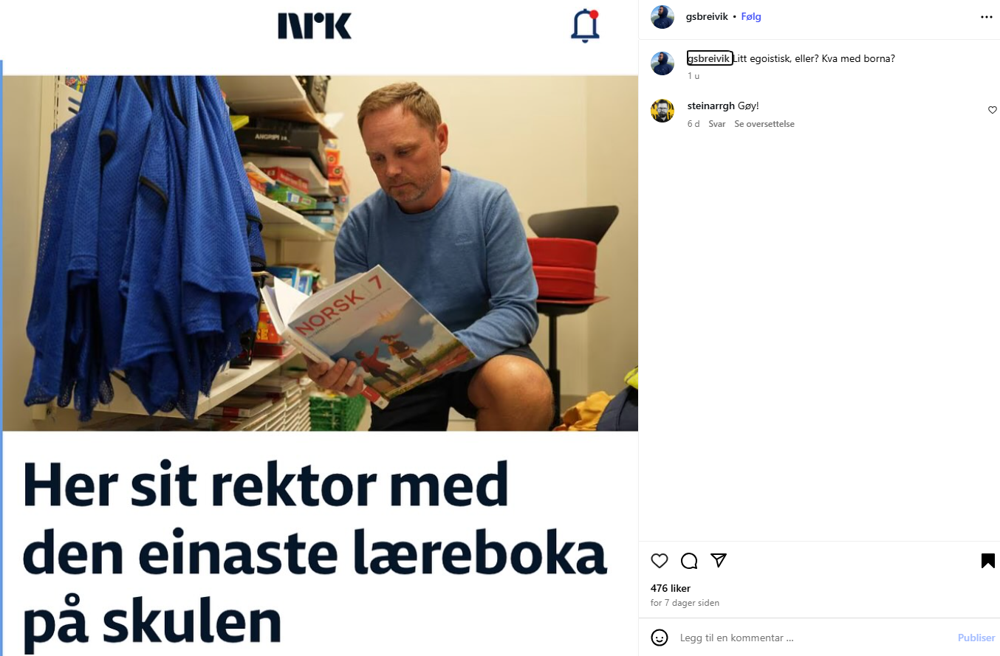 nrk
ANGRIPE
NORSK 7
Her sit rektor med
den einaste læreboka
på skulen
gsbreivik • Følg
gsbreivik Litt egoistisk, eller? Kva med borna?
1 u
steinarrgh Gøy!
6 d Svar Se oversettelse
476 liker
for 7 dager siden
Legg til en kommentar ...
Publiser